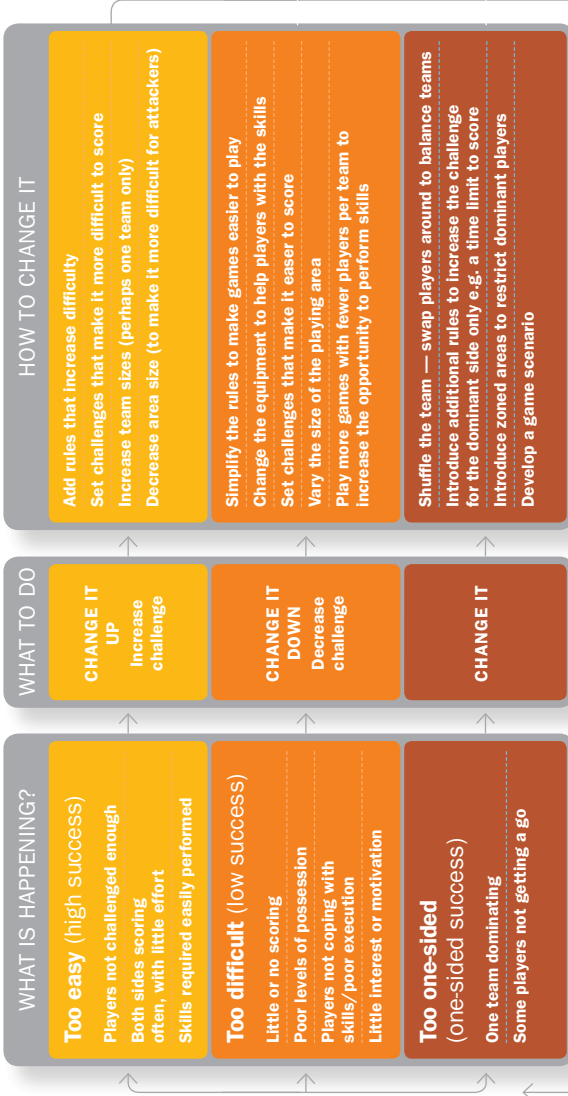 WHAT IS HAPPENING?
Too easy (high success)
Players not challenged enough
Both sides scoring
often, with little effort
Skills required easily performed
WHAT TO DO
CHANGE IT
UP
Increase
challenge
HOW TO CHANGE IT
Add rules that increase difficulty
Set challenges that make it more difficult to score
Increase team sizes (perhaps one team only)
Decrease area size (to make it more difficult for attackers)
Too difficult (low success)
Little or no scoring
Poor levels of possession
Players not coping with
skills/poor execution
Little interest or motivation
CHANGE IT
DOWN
Decrease
challenge
Simplify the rules to make games easier to play
Change the equipment to help players with the skills
Set challenges that make it easier to score
Vary the size of the playing area
Play more games with fewer players per team to
increase the opportunity to perform skills
Too one-sided
(one-sided success)
One team dominating
Some players not getting a go
CHANGE IT
Shuffle the team — swap players around to balance teams
Introduce additional rules to increase the challenge
for the dominant side only e.g. a time limit to score
Introduce zoned areas to restrict dominant players
Develop a game scenario